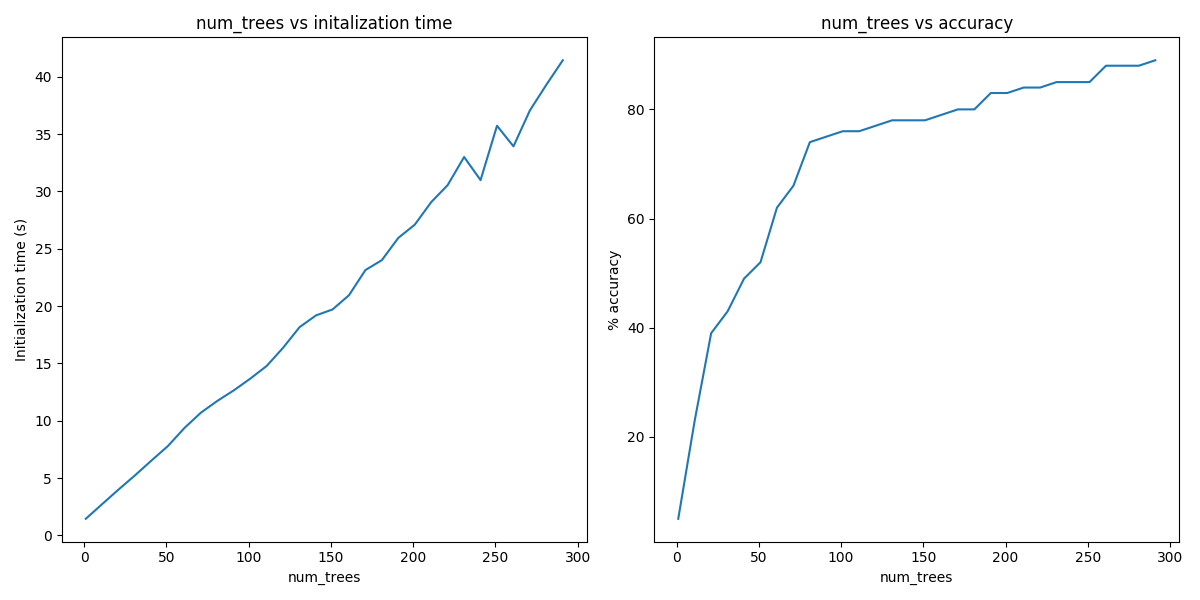 num_trees vs initalization time
Initialization time (s)
40
35
30
25
20
15
10
5
0
0 50 100 150 200 250 300
num_trees
num_trees vs accuracy
% accuracy
80
60
40
20
0 50 100 150 200 250 300
num_trees